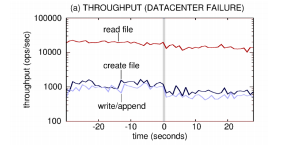 (a) THROUGHPUT (DATACENTER FAILURE)
throughput (ops/sec)
100000
10000
1000
100
read file
create file
write/append
-30 -20 -10 0 10 20
time (seconds)